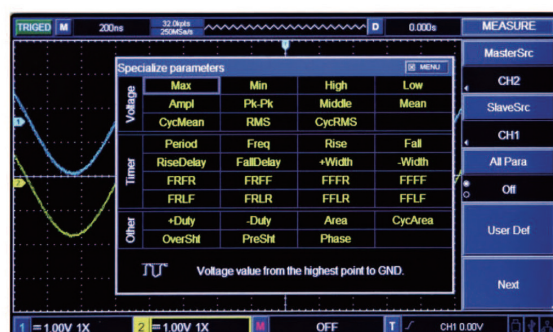 TRIGED M 200ns 32.0kpts 250MSa/s D 0.000s MEASURE
Specialize parameters MENU
Voltage
Max Min High Low
Ampl Pk-Pk Middle Mean
CycMean RMS CycRMS
Timer
Period Freq Rise Fall
RiseDelay FallDelay +Width -Width
FRFR FRFF FFFR FFFF
FRLF FRLR FFLR FFLF
Other
+Duty -Duty Area CycArea
OverSht PreSht Phase
Voltage value from the highest point to GND.
MasterSrc
CH2
SlaveSrc
CH1
All Para
Off
User Def
Next
1
2
1 1.00V 1X 2 1.00V 1X M OFF T CH1 0.00V